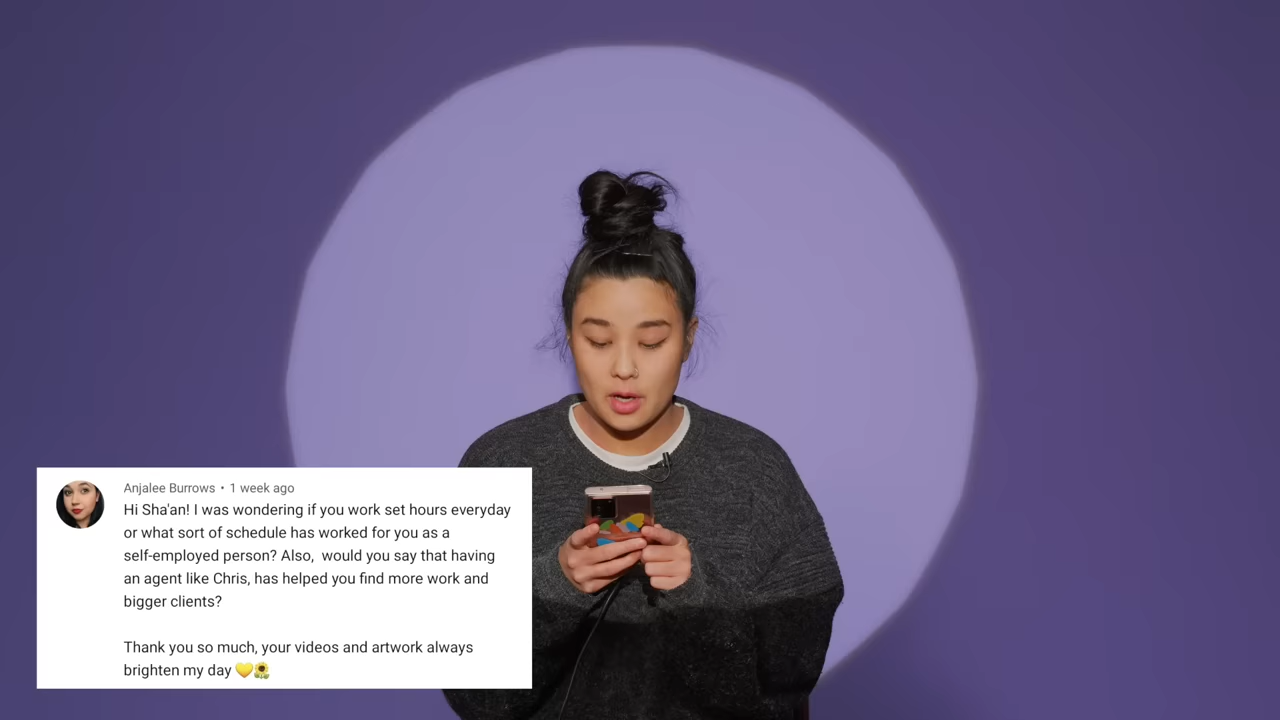 Anjalee Burrows • 1 week ago
Hi Sha'an! I was wondering if you work set hours everyday
or what sort of schedule has worked for you as a
self-employed person? Also,  would you say that having
an agent like Chris, has helped you find more work and
bigger clients?
Thank you so much, your videos and artwork always
brighten my day 💛🌻